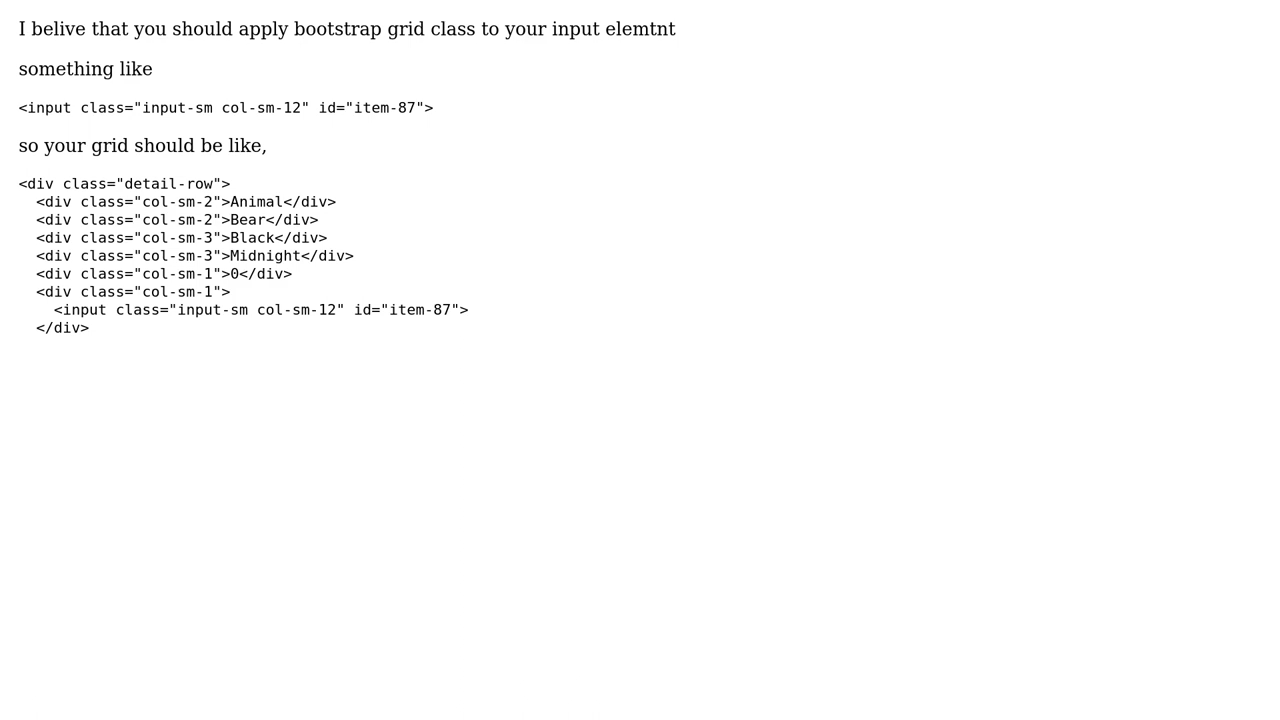 I belive that you should apply bootstrap grid class to your input elemtnt
something like
<input class="input-sm col-sm-12" id="item-87">
so your grid should be like,
<div class="detail-row">
  <div class="col-sm-2">Animal</div>
  <div class="col-sm-2">Bear</div>
  <div class="col-sm-3">Black</div>
  <div class="col-sm-3">Midnight</div>
  <div class="col-sm-1">0</div>
  <div class="col-sm-1">
    <input class="input-sm col-sm-12" id="item-87">
  </div>